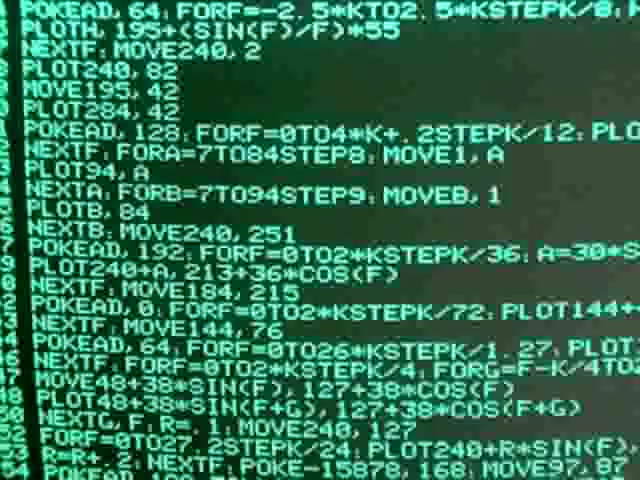 POKEAD, 64: FORF=-2.5*KTO2.5*KSTEPK/8:
PLOTH, 195+(SIN(F)/F)*55
NEXTF: MOVE240, 2
PLOT240, 82
MOVE195, 42
PLOT284, 42
POKEAD, 128: FORF=0TO4*K+.2STEPK/12: PLO
NEXTF: FORA=7TO84STEP8: MOVE1, A
PLOT94, A
NEXTA: FORB=7TO94STEP9: MOVEB, 1
PLOTB, 84
NEXTB: MOVE240, 251
7 POKEAD, 192: FORF=0TO2*KSTEPK/36: A=30*S
PLOT240+A, 213+36*COS(F)
NEXTF: MOVE184, 215
POKEAD, 0: FORF=0TO2*KSTEPK/72: PLOT144+
NEXTF: MOVE144, 76
POKEAD, 64: FORF=0TO26*KSTEPK/1.27: PLOT
NEXTF: FORF=0TO2*KSTEPK/4: FORG=F-K/4TO
MOVE48+38*SIN(F), 127+38*COS(F)
PLOT48+38*SIN(F+G), 127+38*COS(F+G)
NEXTG, F: R=.1: MOVE240, 127
FORF=0TO27.2STEPK/24: PLOT240+R*SIN(F),
R=R+.2: NEXTF: POKE-15878, 168: MOVE97, 87
54 POKEAD,